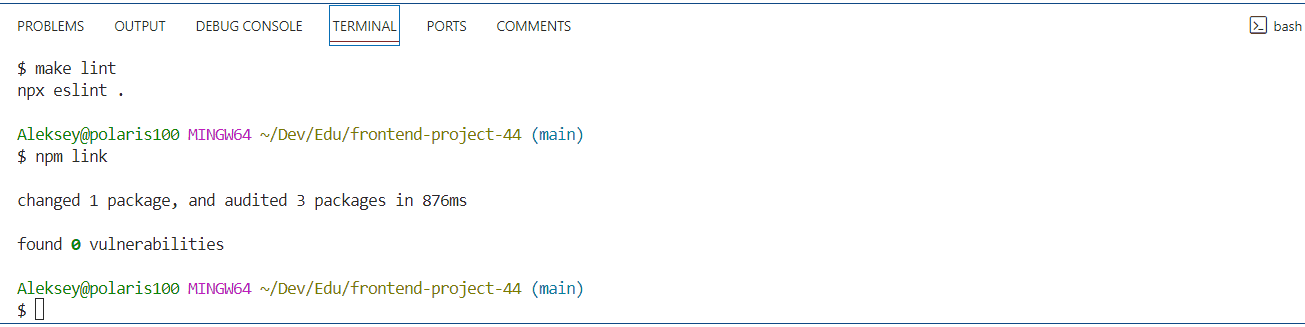 PROBLEMS OUTPUT DEBUG CONSOLE TERMINAL PORTS COMMENTS bash
$ make lint
npx eslint .
Aleksey@polaris100 MINGW64 ~/Dev/Edu/frontend-project-44 (main)
$ npm link
changed 1 package, and audited 3 packages in 876ms
found 0 vulnerabilities
Aleksey@polaris100 MINGW64 ~/Dev/Edu/frontend-project-44 (main)
$